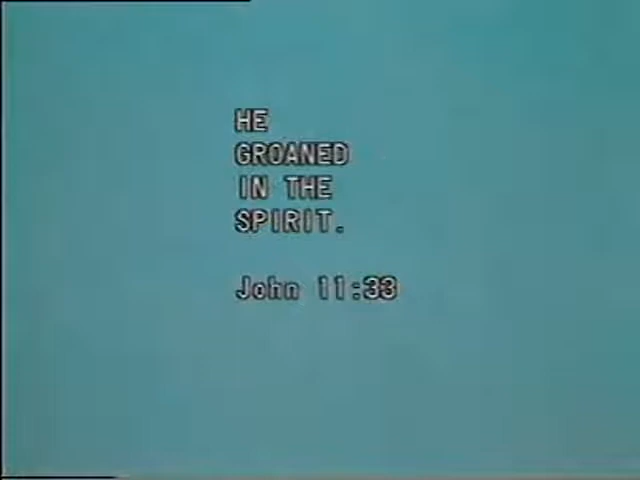 HE
GROANED
IN THE
SPIRIT.
John 11:33